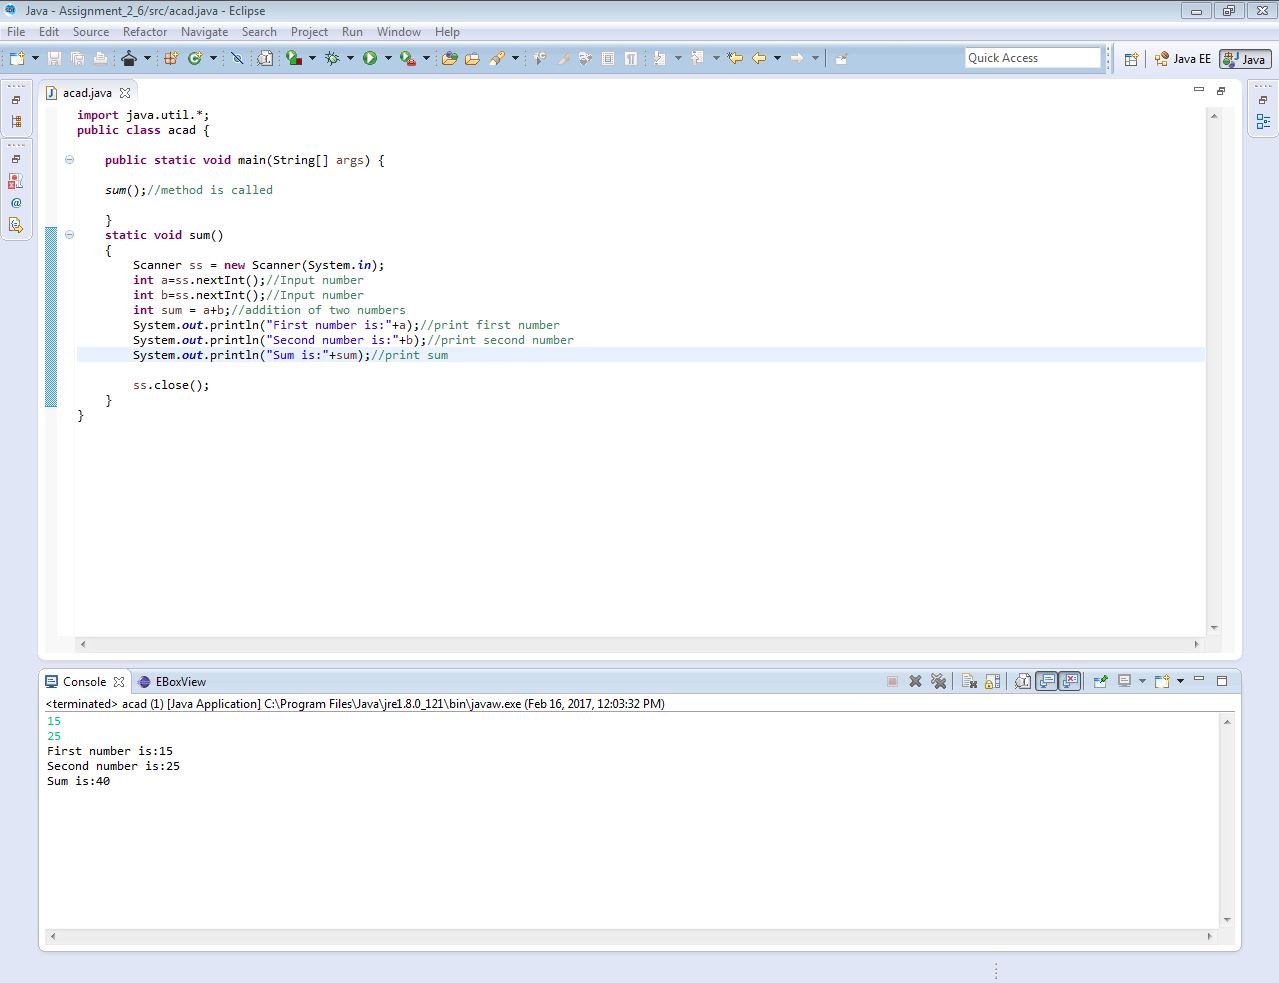 Java - Assignment_2_6/src/acad.java - Eclipse
File Edit Source Refactor Navigate Search Project Run Window Help
Quick Access
Java EE
Java
acad.java
import java.util.*;
public class acad {
public static void main(String[] args) {
sum();//method is called
}
static void sum()
{
Scanner ss = new Scanner(System.in);
int a=ss.nextInt();//Input number
int b=ss.nextInt();//Input number
int sum = a+b;//addition of two numbers
System.out.println("First number is:"+a);//print first number
System.out.println("Second number is:"+b);//print second number
System.out.println("Sum is:"+sum);//print sum
ss.close();
}
}
Console EBoxView
<terminated> acad (1) [Java Application] C:\Program Files\Java\jre1.8.0_121\bin\javaw.exe (Feb 16, 2017, 12:03:32 PM)
15
25
First number is:15
Second number is:25
Sum is:40